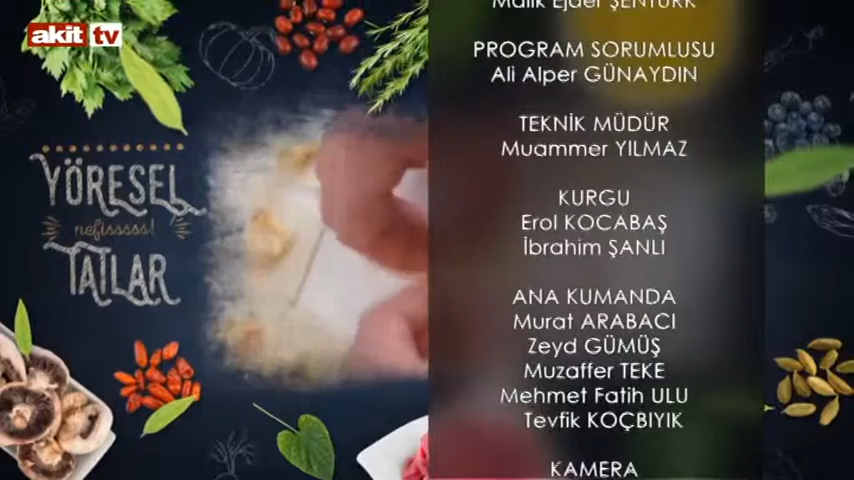 akit tv
YÖRESEL
nefisssss!
TATLAR
Malik Ejder ŞENTÜRK
PROGRAM SORUMLUSU
Ali Alper GÜNAYDIN
TEKNİK MÜDÜR
Muammer YILMAZ
KURGU
Erol KOCABAŞ
İbrahim ŞANLI
ANA KUMANDA
Murat ARABACI
Zeyd GÜMÜŞ
Muzaffer TEKE
Mehmet Fatih ULU
Tevfik KOÇBIYIK
KAMERA